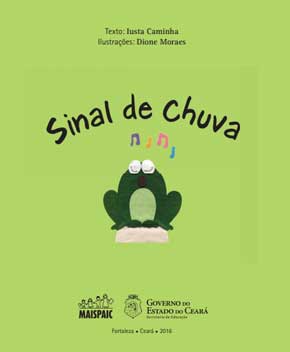 Texto: Iusta Caminha
Ilustrações: Dione Moraes
Sinal de Chuva
MAISPAIC
GOVERNO DO
ESTADO DO CEARÁ
Secretaria da Educação
Fortaleza • Ceará • 2016